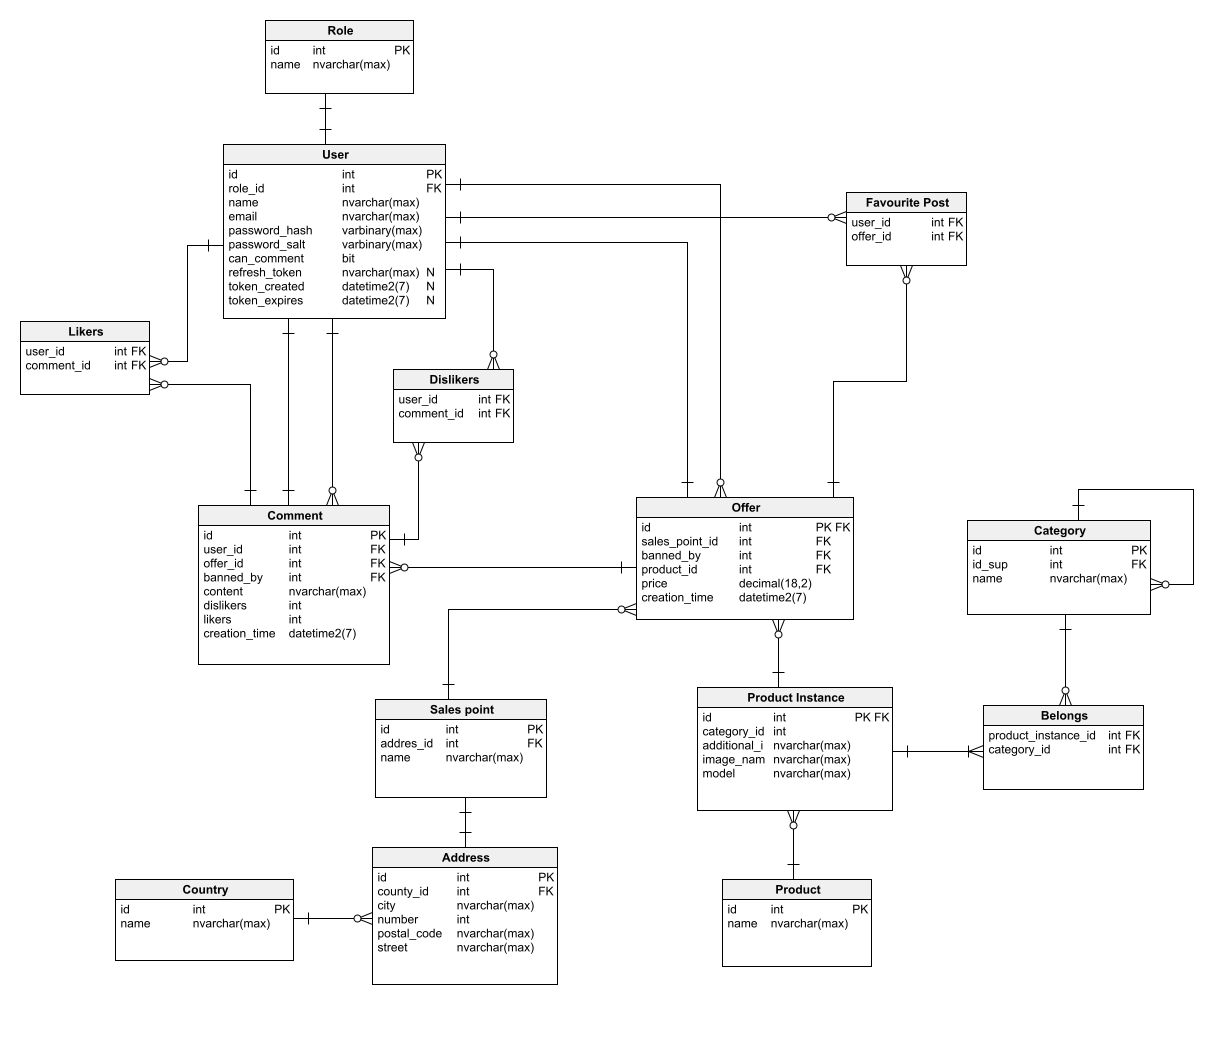 Role
id int PK
name nvarchar(max)
User
id int PK
role_id int FK
name nvarchar(max)
email nvarchar(max)
password_hash varbinary(max)
password_salt varbinary(max)
can_comment bit
refresh_token nvarchar(max) N
token_created datetime2(7) N
token_expires datetime2(7) N
Favourite Post
user_id int FK
offer_id int FK
Likers
user_id int FK
comment_id int FK
Dislikers
user_id int FK
comment_id int FK
Comment
id int PK
user_id int FK
offer_id int FK
banned_by int FK
content nvarchar(max)
dislikers int
likers int
creation_time datetime2(7)
Offer
id int PK FK
sales_point_id int FK
banned_by int FK
product_id int FK
price decimal(18,2)
creation_time datetime2(7)
Category
id int PK
id_sup int FK
name nvarchar(max)
Sales point
id int PK
addres_id int FK
name nvarchar(max)
Product Instance
id int PK FK
category_id int
additional_i nvarchar(max)
image_nam nvarchar(max)
model nvarchar(max)
Belongs
product_instance_id int FK
category_id int FK
Country
id int PK
name nvarchar(max)
Address
id int PK
county_id int FK
city nvarchar(max)
number int
postal_code nvarchar(max)
street nvarchar(max)
Product
id int PK
name nvarchar(max)